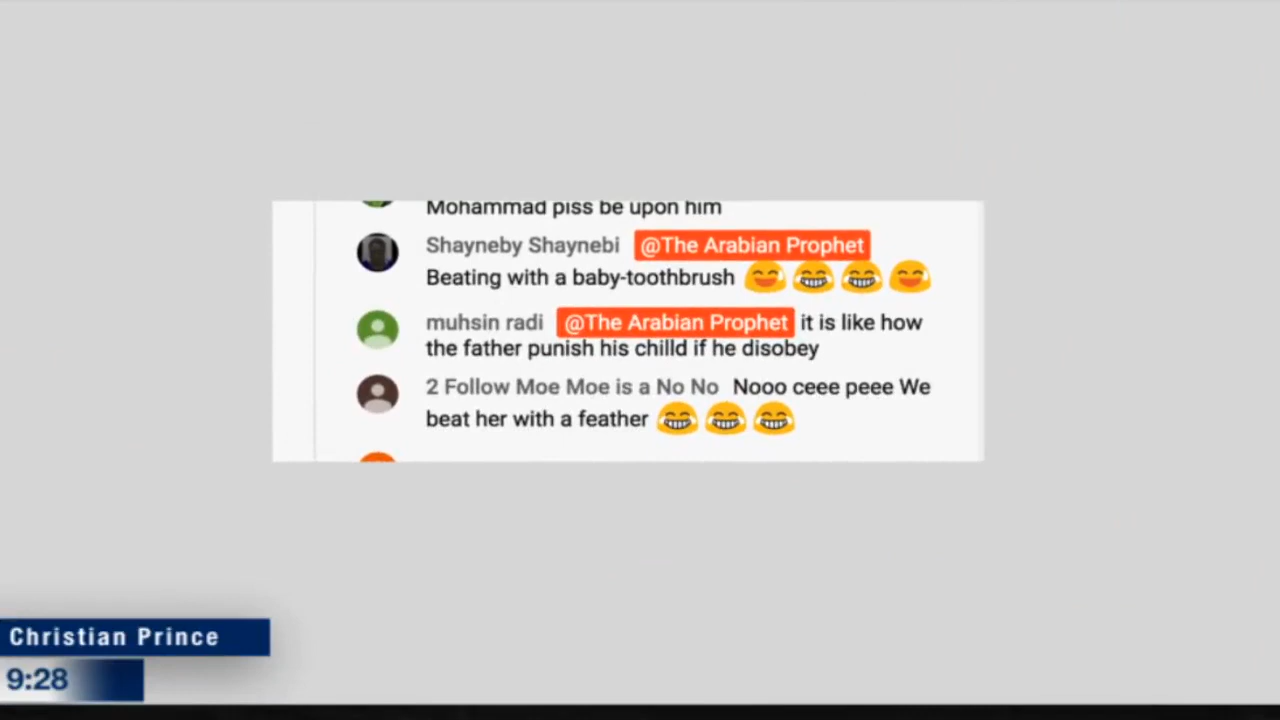 Mohammad piss be upon him
Shayneby Shaynebi @The Arabian Prophet
Beating with a baby-toothbrush 😅😂😂😅
muhsin radi @The Arabian Prophet it is like how
the father punish his chilld if he disobey
2 Follow Moe Moe is a No No Nooo ceee peee We
beat her with a feather 😂😂😂
Christian Prince
9:28